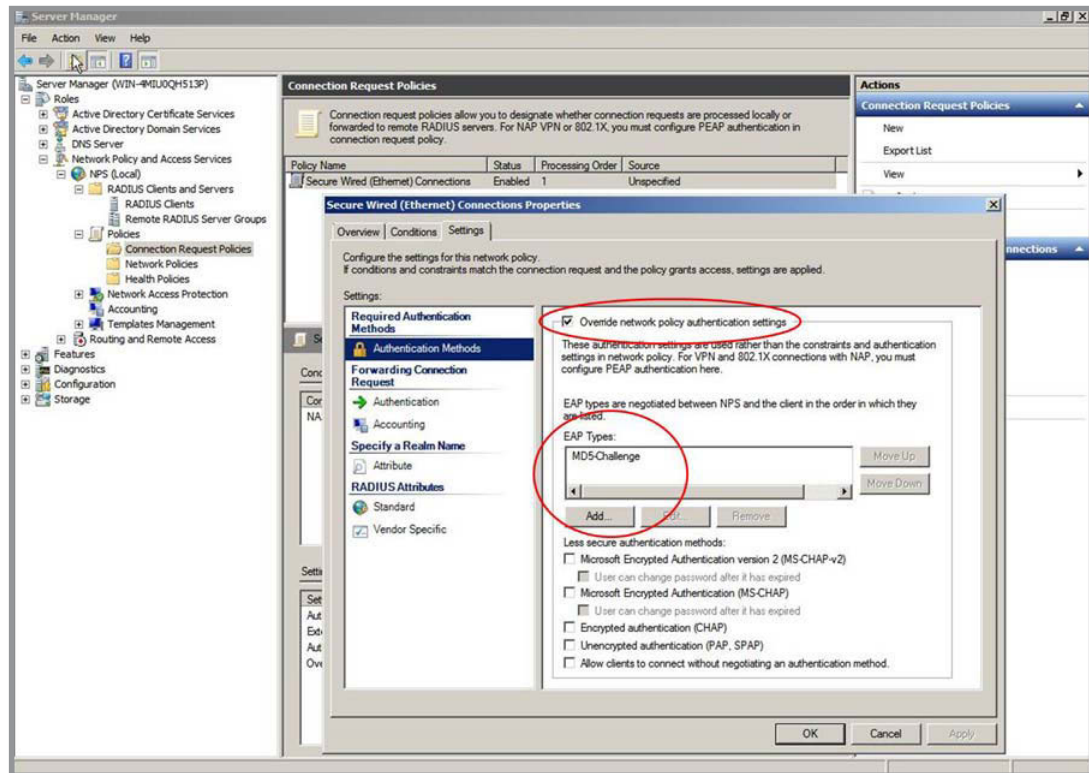 Server Manager
File Action View Help
Server Manager (WIN-4MIU0QH513P)
Roles
Active Directory Certificate Services
Active Directory Domain Services
DNS Server
Network Policy and Access Services
NPS (Local)
RADIUS Clients and Servers
RADIUS Clients
Remote RADIUS Server Groups
Policies
Connection Request Policies
Network Policies
Health Policies
Network Access Protection
Accounting
Templates Management
Routing and Remote Access
Features
Diagnostics
Configuration
Storage
Connection Request Policies
Connection request policies allow you to designate whether connection requests are processed locally or
forwarded to remote RADIUS servers. For NAP VPN or 802.1X, you must configure PEAP authentication in
connection request policy.
Policy Name Status Processing Order Source
Secure Wired (Ethernet) Connections Enabled 1 Unspecified
Actions
Connection Request Policies
New
Export List
View
nnections
Secure Wired (Ethernet) Connections Properties
Overview Conditions Settings
Configure the settings for this network policy.
If conditions and constraints match the connection request and the policy grants access, settings are applied.
Settings:
Required Authentication
Methods
Authentication Methods
Forwarding Connection
Request
Authentication
Accounting
Specify a Realm Name
Attribute
RADIUS Attributes
Standard
Vendor Specific
Override network policy authentication settings
These authentication settings are used rather than the constraints and authentication
settings in network policy. For VPN and 802.1X connections with NAP, you must
configure PEAP authentication here.
EAP types are negotiated between NPS and the client in the order in which they
are listed.
EAP Types:
MD5-Challenge
Move Up
Move Down
Add... Edit... Remove
Less secure authentication methods:
Microsoft Encrypted Authentication version 2 (MS-CHAP-v2)
User can change password after it has expired
Microsoft Encrypted Authentication (MS-CHAP)
User can change password after it has expired
Encrypted authentication (CHAP)
Unencrypted authentication (PAP, SPAP)
Allow clients to connect without negotiating an authentication method.
OK Cancel Apply
Cond
Con
NA
Setti
Set
Aut
Ext
Aut
Ove